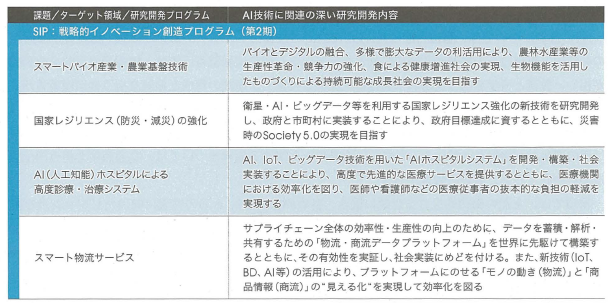 課題／ターゲット領域／研究開発プログラム
AI技術に関連の深い研究開発内容
SIP：戦略的イノベーション創造プログラム（第2期）
スマートバイオ産業・農業基盤技術
バイオとデジタルの融合、多様で膨大なデータの利活用により、農林水産業等の
生産性革命・競争力の強化、食による健康増進社会の実現、生物機能を活用し
たものづくりによる持続可能な成長社会の実現を目指す
国家レジリエンス（防災・減災）の強化
衛星・AI・ビッグデータ等を利用する国家レジリエンス強化の新技術を研究開発
し、政府と市町村に実装することにより、政府目標達成に資するとともに、災害
時のSociety 5.0の実現を目指す
AI（人工知能）ホスピタルによる
高度診療・治療システム
AI、IoT、ビッグデータ技術を用いた「AIホスピタルシステム」を開発・構築・社会
実装することにより、高度で先進的な医療サービスを提供するとともに、医療機関
における効率化を図り、医師や看護師などの医療従事者の抜本的な負担の軽減を
実現する
スマート物流サービス
サプライチェーン全体の効率性・生産性の向上のために、データを蓄積・解析・
共有するための「物流・商流データプラットフォーム」を世界に先駆けて構築す
るとともに、その有効性を実証し、社会実装にめどを付ける。また、新技術（IoT、
BD、AI等）の活用により、プラットフォームにのせる「モノの動き（物流）」と「商
品情報（商流）」の“見える化“を実現して効率化を図る